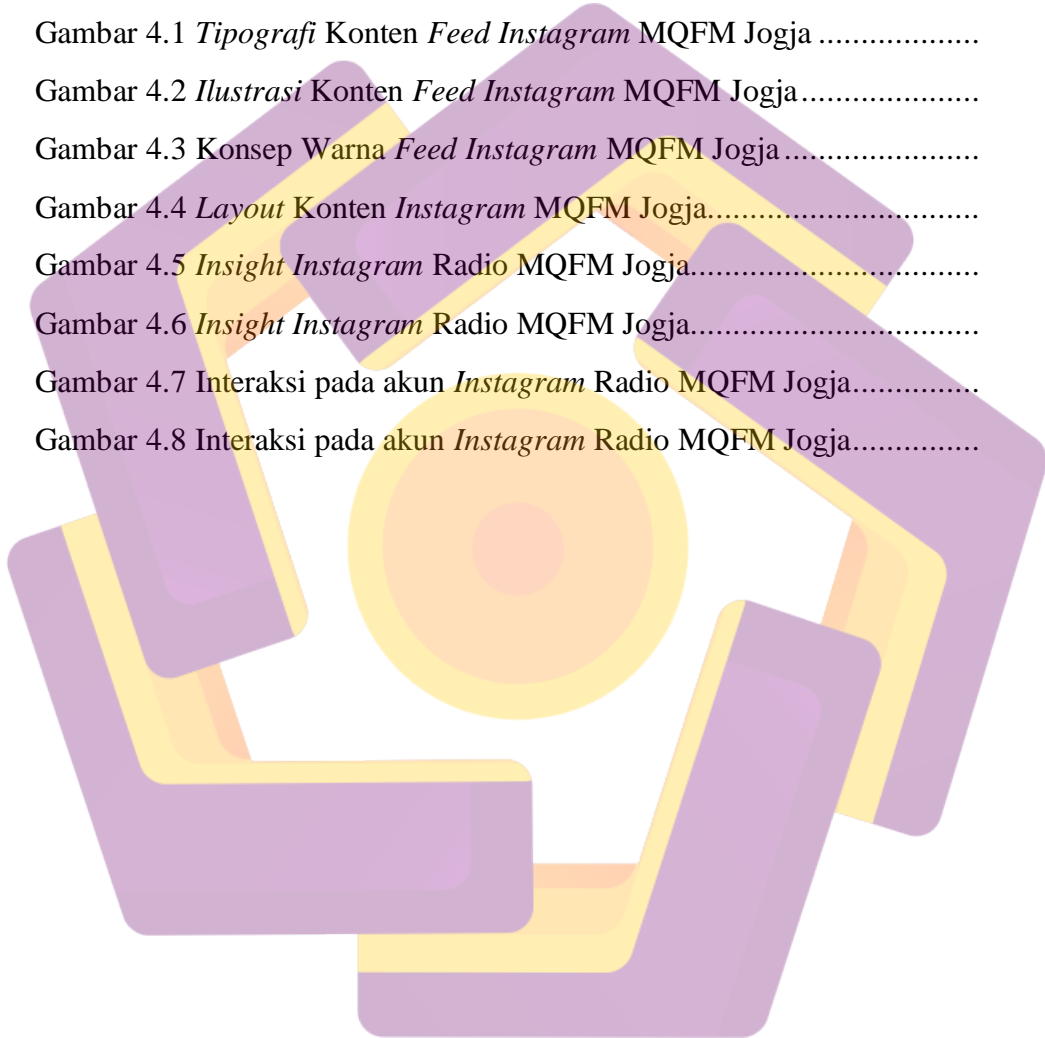 Gambar 4.1 Tipografi Konten Feed Instagram MQFM Jogja ...................
Gambar 4.2 Ilustrasi Konten Feed Instagram MQFM Jogja.....................
Gambar 4.3 Konsep Warna Feed Instagram MQFM Jogja.......................
Gambar 4.4 Layout Konten Instagram MQFM Jogja................................
Gambar 4.5 Insight Instagram Radio MQFM Jogja..................................
Gambar 4.6 Insight Instagram Radio MQFM Jogja..................................
Gambar 4.7 Interaksi pada akun Instagram Radio MQFM Jogja...............
Gambar 4.8 Interaksi pada akun Instagram Radio MQFM Jogja...............